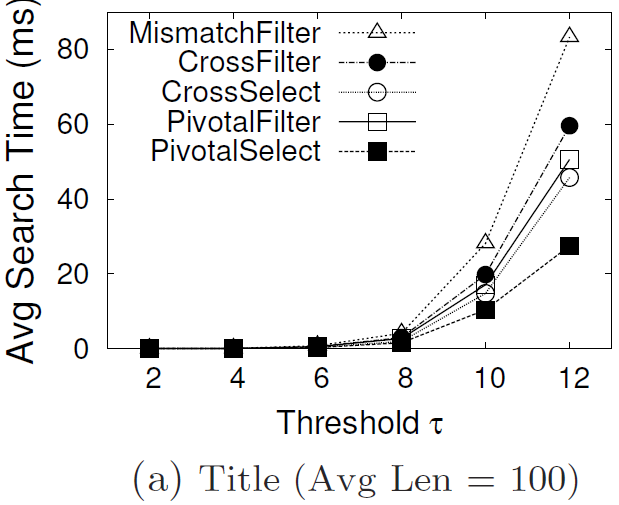 Avg Search Time (ms)
80
60
40
20
0
MismatchFilter
CrossFilter
CrossSelect
PivotalFilter
PivotalSelect
2 4 6 8 10 12
Threshold τ
(a) Title (Avg Len = 100)